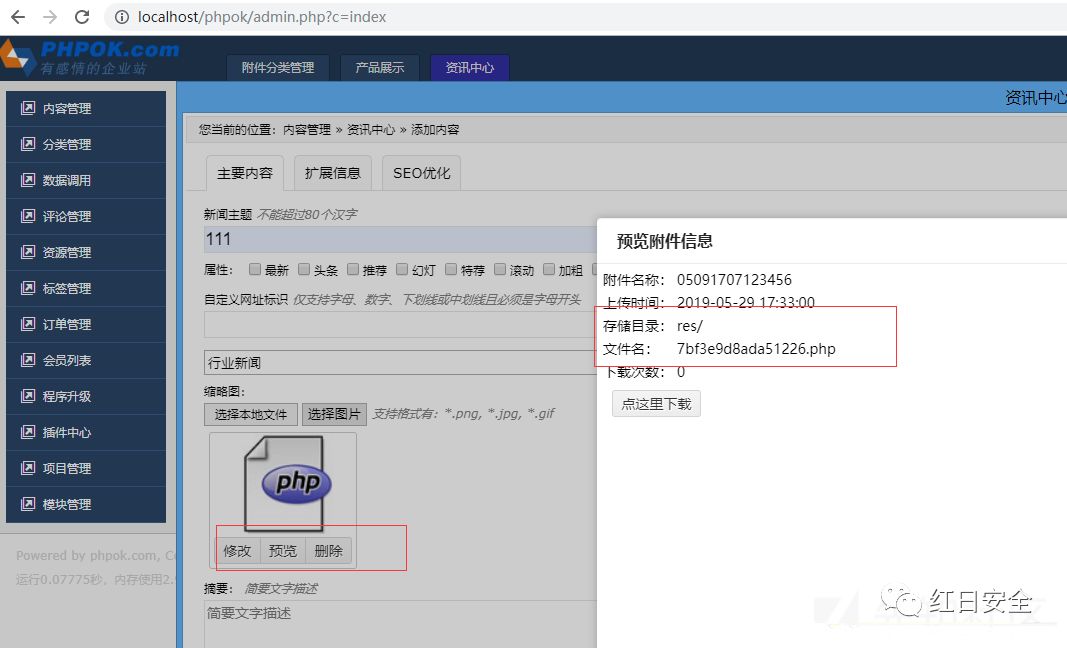 localhost/phpok/admin.php?c=index
PHPOK.com
有感情的企业站
附件分类管理 产品展示 资讯中心
资讯中心
内容管理
分类管理
数据调用
评论管理
资源管理
标签管理
订单管理
会员列表
程序升级
插件中心
项目管理
模块管理
Powered by phpok.com, C
运行0.07775秒，内存使用2.
您当前的位置：内容管理 » 资讯中心 » 添加内容
主要内容 扩展信息 SEO优化
新闻主题 不能超过80个汉字
111
属性： 最新 头条 推荐 幻灯 特荐 滚动 加粗
自定义网址标识 仅支持字母、数字、下划线或中划线且必须是字母开头
行业新闻
缩略图：
选择本地文件 选择图片 支持格式有：*.png, *.jpg, *.gif
php
修改 预览 删除
摘要： 简要文字描述
简要文字描述
预览附件信息
附件名称： 05091707123456
上传时间： 2019-05-29 17:33:00
存储目录： res/
文件名： 7bf3e9d8ada51226.php
下载次数： 0
点这里下载
红日安全